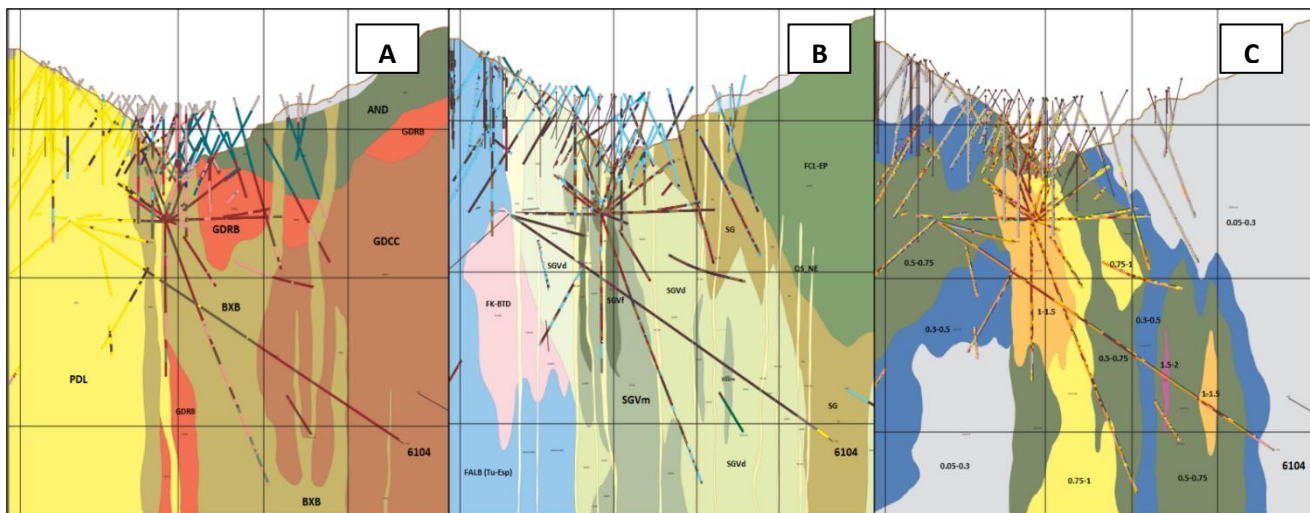 A
AND
GDRB
GDRB
GDCC
BXB
PDL
GDRB
6104
BXB
B
FCL-EP
SG
OS_NE
SGVd
SGVf
SGVd
FK-BTD
SGVm
SG
6104
FALB (Tu-Esp)
SGVd
C
0.05-0.3
0.5-0.75
0.75-1
1-1.5
0.3-0.5
0.3-0.5
0.5-0.75
1.5-2
1-1.5
0.05-0.3
6104
0.75-1
0.5-0.75